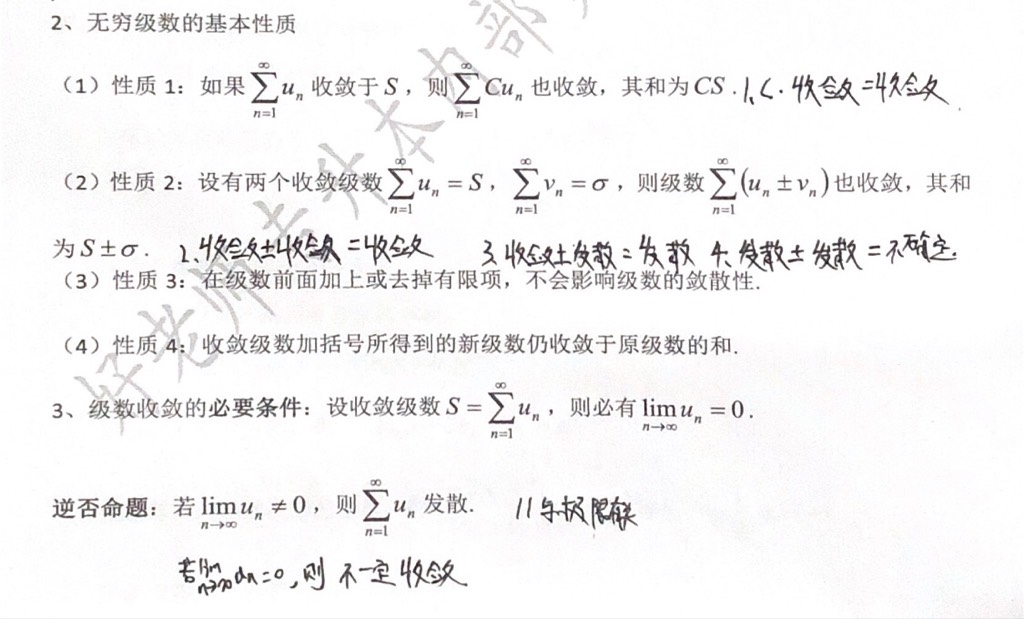 2、无穷级数的基本性质
（1）性质 1：如果 $\sum_{n=1}^{\infty} u_n$ 收敛于 S，则 $\sum_{n=1}^{\infty} Cu_n$ 也收敛，其和为 CS．1、C·收敛=收敛
（2）性质 2：设有两个收敛级数 $\sum_{n=1}^{\infty} u_n = S$，$\sum_{n=1}^{\infty} v_n = \sigma$，则级数 $\sum_{n=1}^{\infty} (u_n \pm v_n)$ 也收敛，其和
为 S±σ． 2、收敛±收敛=收敛 3、收敛±发散=发散 4、发散±发散=不确定.
（3）性质 3：在级数前面加上或去掉有限项，不会影响级数的敛散性.
（4）性质 4：收敛级数加括号所得到的新级数仍收敛于原级数的和.
3、级数收敛的必要条件：设收敛级数 $S = \sum_{n=1}^{\infty} u_n$，则必有 $\lim_{n \to \infty} u_n = 0$．
逆否命题：若 $\lim_{n \to \infty} u_n \neq 0$，则 $\sum_{n=1}^{\infty} u_n$ 发散. 与极限有关
若 $\lim_{n \to \infty} u_n = 0$，则 不一定收敛
好老师专升本内部